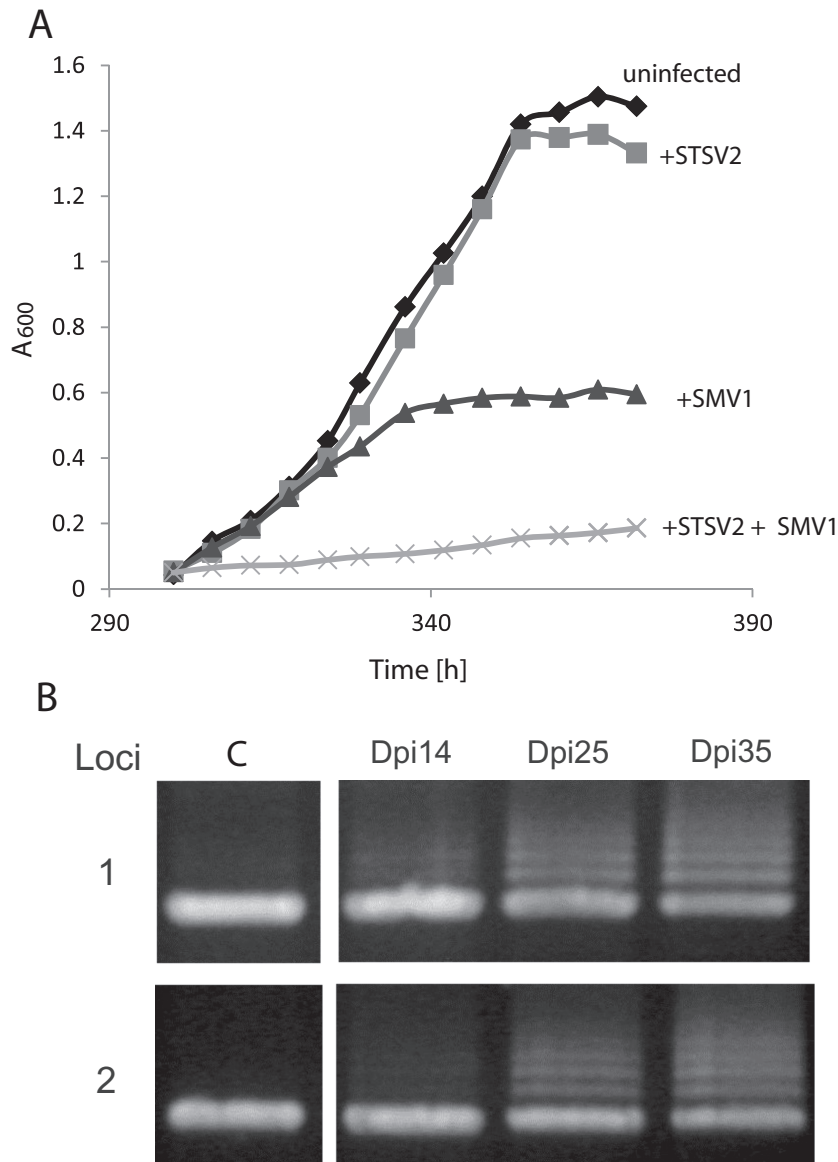 A
1.6
1.4
1.2
1
0.8
0.6
0.4
0.2
0
A600
290
340
390
Time [h]
uninfected
+STSV2
+SMV1
+STSV2 + SMV1
B
Loci
C
Dpi14
Dpi25
Dpi35
1
2